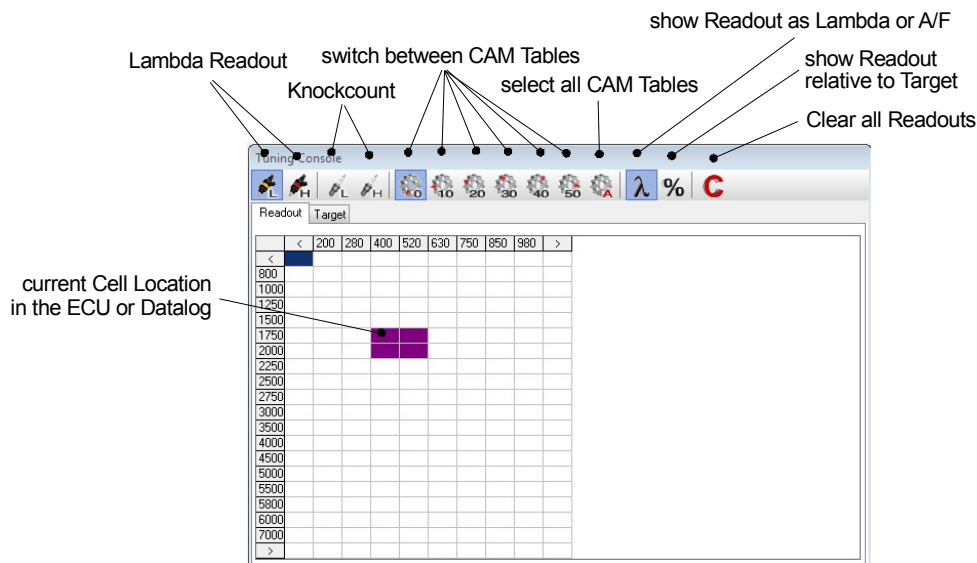 show Readout as Lambda or A/F
Lambda Readout
switch between CAM Tables
show Readout
relative to Target
Knockcount
select all CAM Tables
Clear all Readouts
Tuning Console
L H L H 0 10 20 30 40 50 A λ % C
Readout Target
< 200 280 400 520 630 750 850 980 >
<
800
1000
1250
1500
1750
2000
2250
2500
2750
3000
3500
4000
4500
5000
5500
5800
6000
7000
>
current Cell Location
in the ECU or Datalog